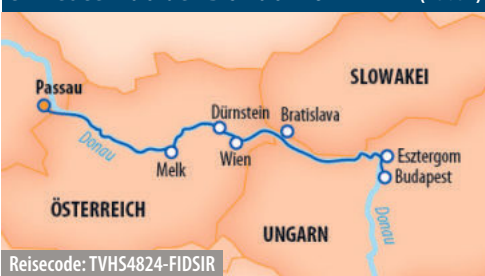 SLOWAKEI
Passau
Dürnstein
Bratislava
Donau
Wien
Melk
Esztergom
Budapest
ÖSTERREICH
Donau
UNGARN
Reisecode: TVHS4824-FIDSIR